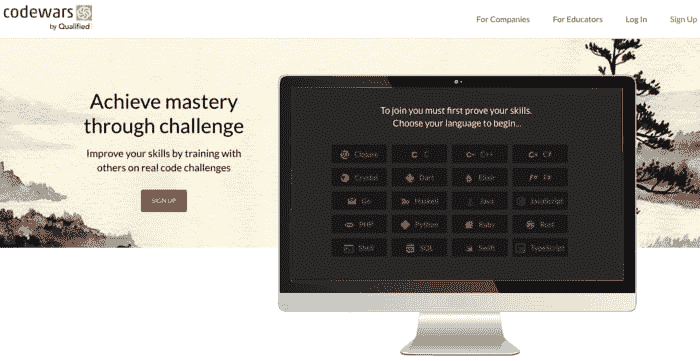 codewars
by Qualified
For Companies For Educators Log In Sign Up
Achieve mastery
through challenge
Improve your skills by training with
others on real code challenges
SIGN UP
To join you must first prove your skills.
Choose your language to begin...
Clojure C C++ C#
Crystal Dart Elixir F#
Go Haskell Java JavaScript
PHP Python Ruby Rust
Shell SQL Swift TypeScript